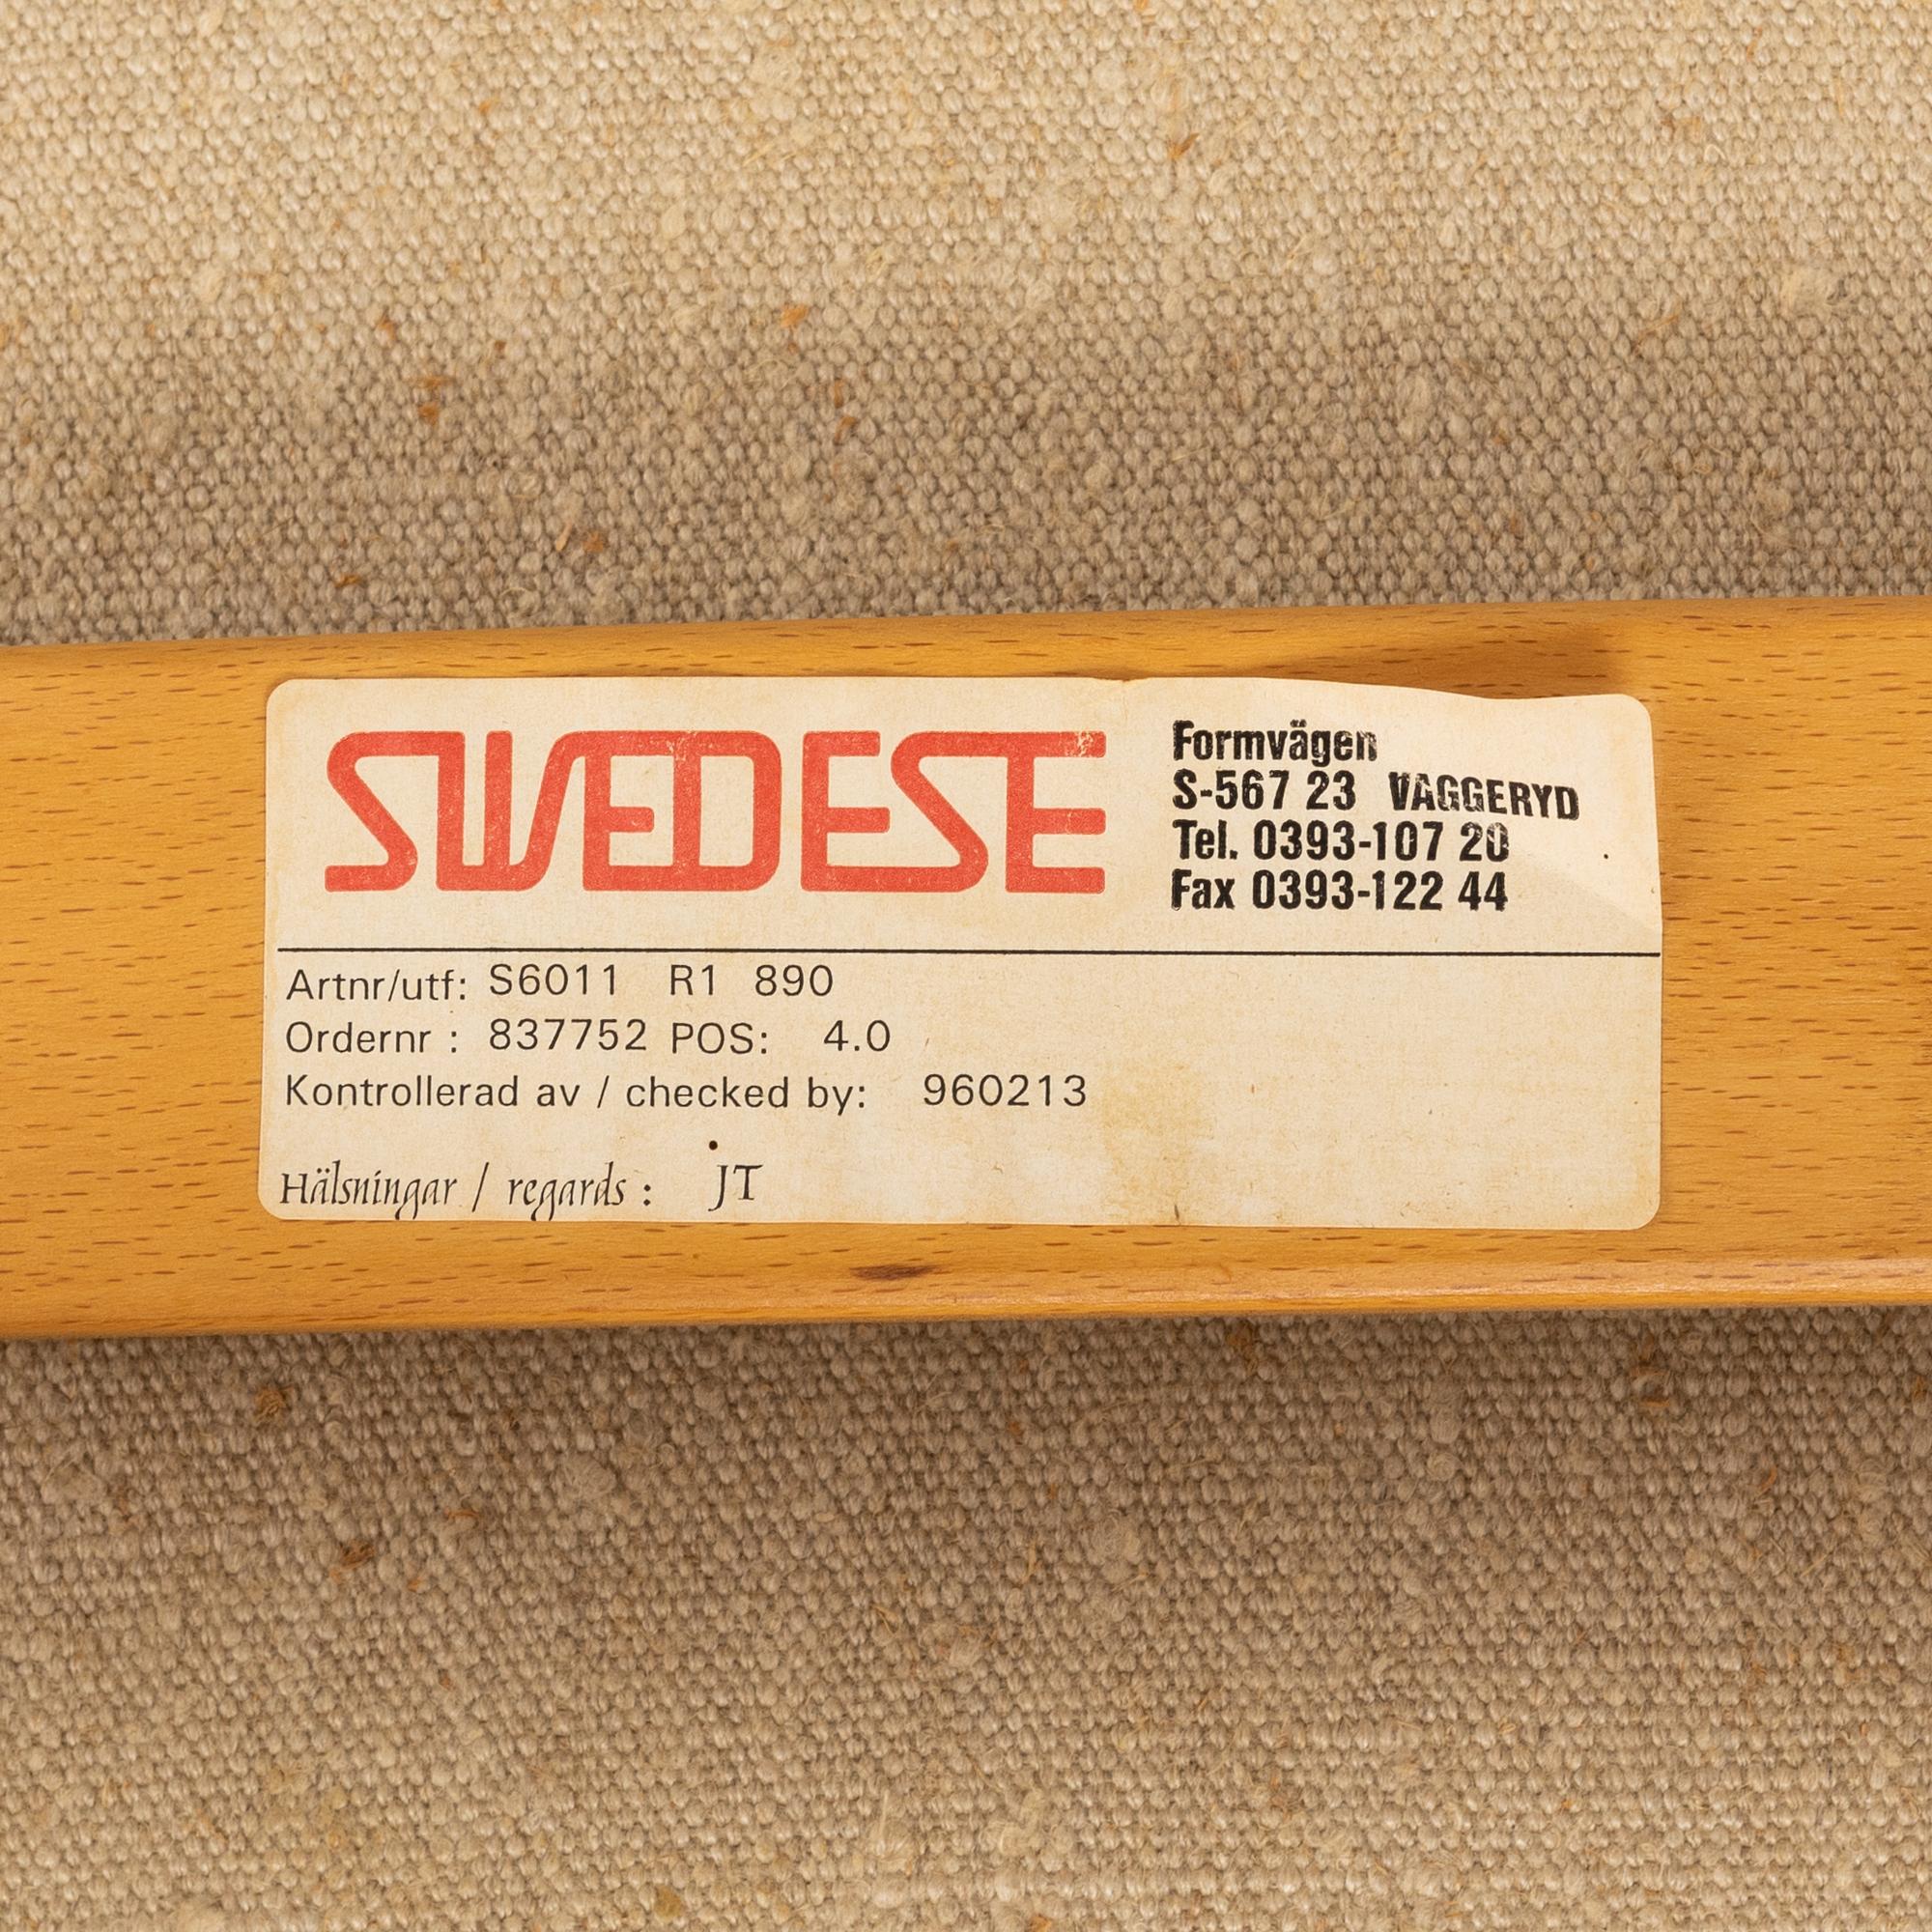 SWEDESE
Formvägen
S-567 23 VAGGERYD
Tel. 0393-107 20
Fax 0393-122 44
Artnr/utf: S6011 R1 890
Ordernr : 837752 POS: 4.0
Kontrollerad av / checked by: 960213
Hälsningar / regards : JT